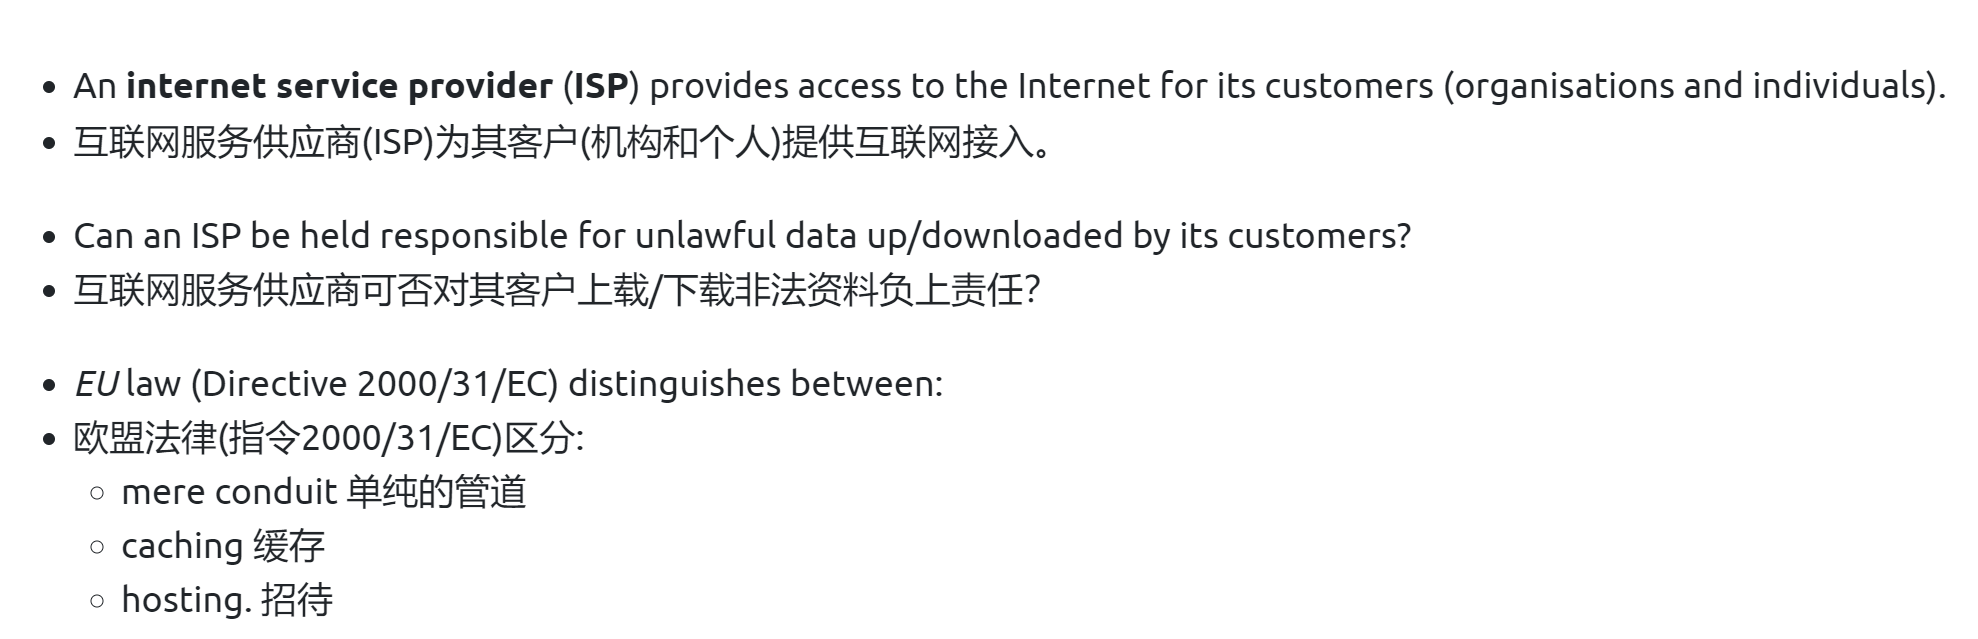 An internet service provider (ISP) provides access to the Internet for its customers (organisations and individuals).
互联网服务供应商(ISP)为其客户(机构和个人)提供互联网接入。
Can an ISP be held responsible for unlawful data up/downloaded by its customers?
互联网服务供应商可否对其客户上载/下载非法资料负上责任?
EU law (Directive 2000/31/EC) distinguishes between:
欧盟法律(指令2000/31/EC)区分:
mere conduit 单纯的管道
caching 缓存
hosting. 招待